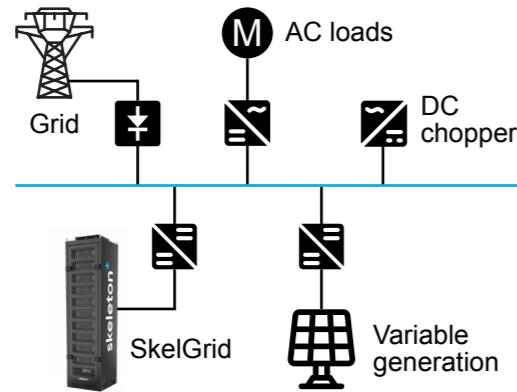 M
AC loads
Grid
DC
chopper
skeleton+
SkelGrid
Variable
generation